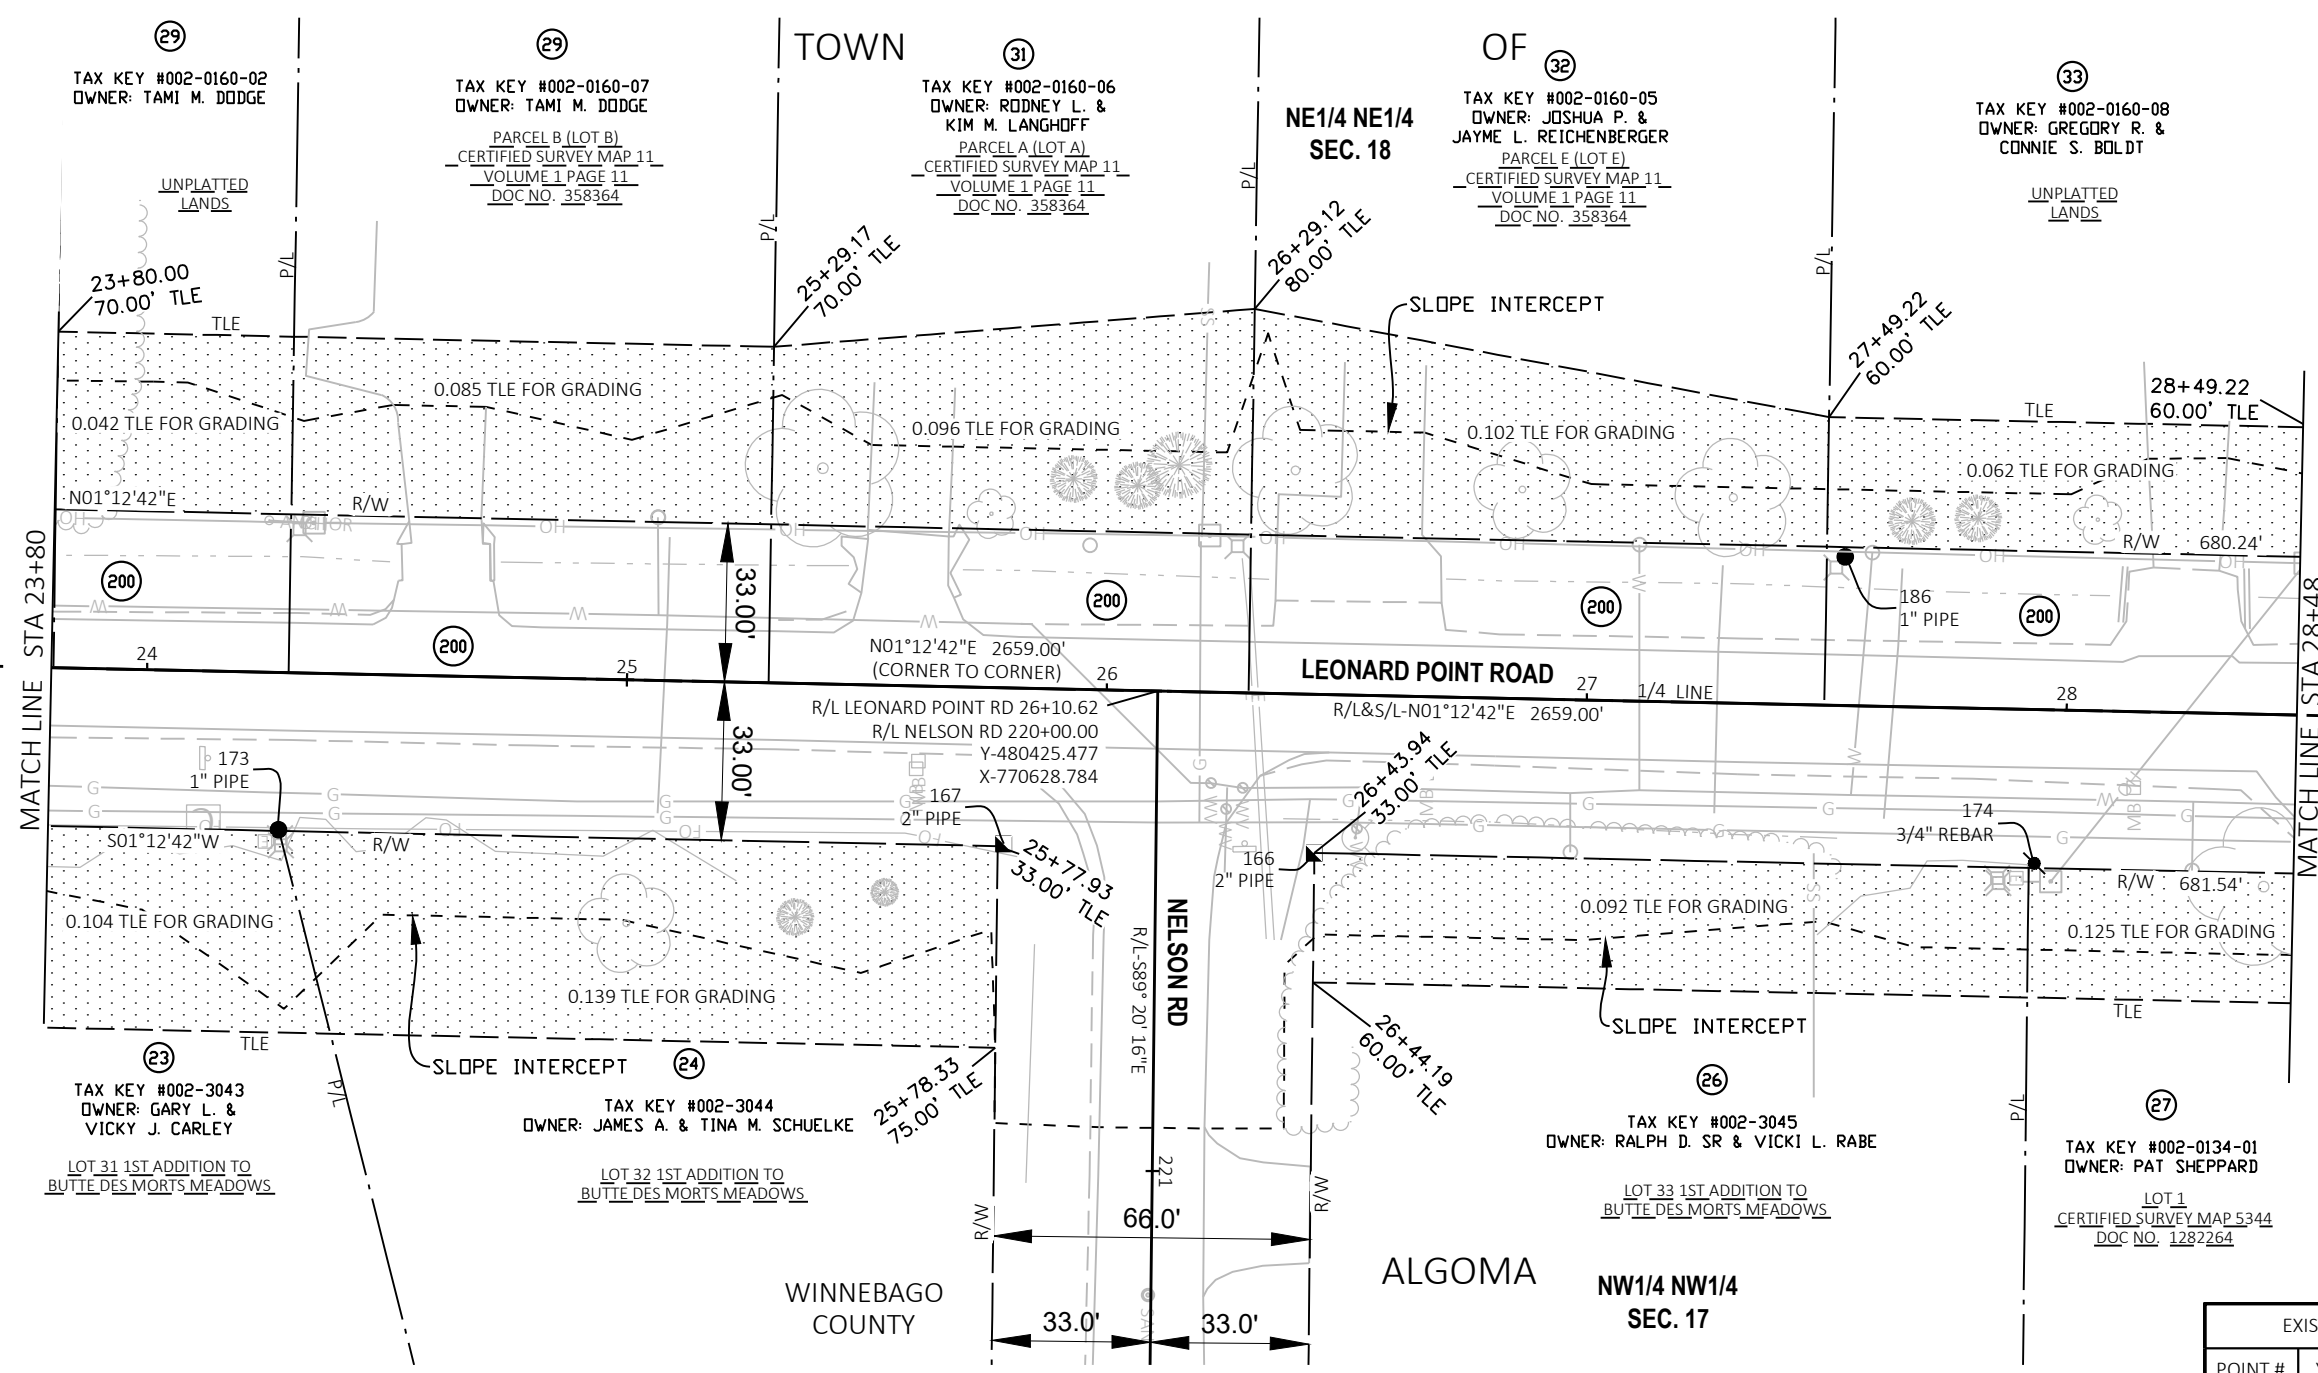 TOWN OF
29
TAX KEY #002-0160-02
OWNER: TAMI M. DODGE
UNPLATTED
LANDS
29
TAX KEY #002-0160-07
OWNER: TAMI M. DODGE
PARCEL B (LOT B)
CERTIFIED SURVEY MAP 11
VOLUME 1 PAGE 11
DOC NO. 358364
31
TAX KEY #002-0160-06
OWNER: RODNEY L. &
KIM M. LANGHOFF
PARCEL A (LOT A)
CERTIFIED SURVEY MAP 11
VOLUME 1 PAGE 11
DOC NO. 358364
NE1/4 NE1/4
SEC. 18
32
TAX KEY #002-0160-05
OWNER: JOSHUA P. &
JAYME L. REICHENBERGER
PARCEL E (LOT E)
CERTIFIED SURVEY MAP 11
VOLUME 1 PAGE 11
DOC NO. 358364
33
TAX KEY #002-0160-08
OWNER: GREGORY R. &
CONNIE S. BOLDT
UNPLATTED
LANDS
P/L
P/L
P/L
P/L
23+80.00
70.00' TLE
25+29.17
70.00' TLE
26+29.12
80.00' TLE
SLOPE INTERCEPT
27+49.22
60.00' TLE
28+49.22
60.00' TLE
TLE
TLE
0.042 TLE FOR GRADING
0.085 TLE FOR GRADING
0.096 TLE FOR GRADING
0.102 TLE FOR GRADING
0.062 TLE FOR GRADING
N01°12'42"E
R/W
R/W 680.24'
ANCHOR
OH
OH
OH
OH
OH
OH
OH
OH
OH
SS
MATCH LINE STA 23+80
200
200
200
200
200
33.00'
33.00'
186
1" PIPE
W
W
W
W
W
24
25
26
27
28
N01°12'42"E 2659.00'
(CORNER TO CORNER)
LEONARD POINT ROAD
1/4 LINE
R/L LEONARD POINT RD 26+10.62
R/L NELSON RD 220+00.00
Y-480425.477
X-770628.784
R/L&S/L-N01°12'42"E 2659.00'
MATCH LINE STA 28+48
173
1" PIPE
167
2" PIPE
166
2" PIPE
174
3/4" REBAR
26+43.94
33.00' TLE
25+77.93
33.00' TLE
G
G
G
G
G
G
G
G
G
G
G
G
FO
FO
FO
MB
MB
MB
S01°12'42"W
R/W
R/W 681.54'
0.104 TLE FOR GRADING
0.139 TLE FOR GRADING
0.092 TLE FOR GRADING
0.125 TLE FOR GRADING
SS
NELSON RD
R/L-S89° 20' 16"E
TLE
TLE
SLOPE INTERCEPT
SLOPE INTERCEPT
25+78.33
75.00' TLE
26+44.19
60.00' TLE
23
TAX KEY #002-3043
OWNER: GARY L. &
VICKY J. CARLEY
LOT 31 1ST ADDITION TO
BUTTE DES MORTS MEADOWS
P/L
24
TAX KEY #002-3044
OWNER: JAMES A. & TINA M. SCHUELKE
LOT 32 1ST ADDITION TO
BUTTE DES MORTS MEADOWS
26
TAX KEY #002-3045
OWNER: RALPH D. SR & VICKI L. RABE
LOT 33 1ST ADDITION TO
BUTTE DES MORTS MEADOWS
P/L
27
TAX KEY #002-0134-01
OWNER: PAT SHEPPARD
LOT 1
CERTIFIED SURVEY MAP 5344
DOC NO. 1282264
221
R/W
R/W
66.0'
33.0'
33.0'
SAN
WINNEBAGO
COUNTY
ALGOMA
NW1/4 NW1/4
SEC. 17
EXIS
POINT #